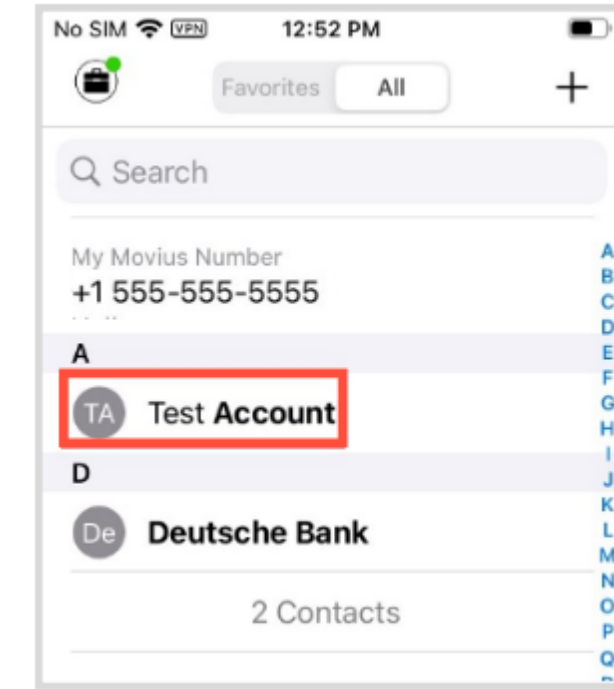 No SIM VPN 12:52 PM
Favorites All +
Search
My Movius Number
+1 555-555-5555
A
TA Test Account
D
De Deutsche Bank
2 Contacts
A
B
C
D
E
F
G
H
I
J
K
L
M
N
O
P
Q